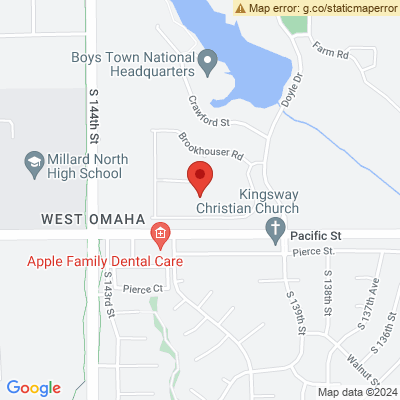 Map error: g.co/staticmaperror
Boys Town National
Headquarters
Farm Rd
Doyle Dr
S 144th St
Crawford St
Brookhouser Rd
Millard North
High School
Kingsway
Christian Church
WEST OMAHA
Pacific St
Apple Family Dental Care
Pierce St.
Pierce Ct
S 143rd St
S 139th St
S 138th St
S 137th Ave
S 136th St
Walnut St
Google
Map data ©2024